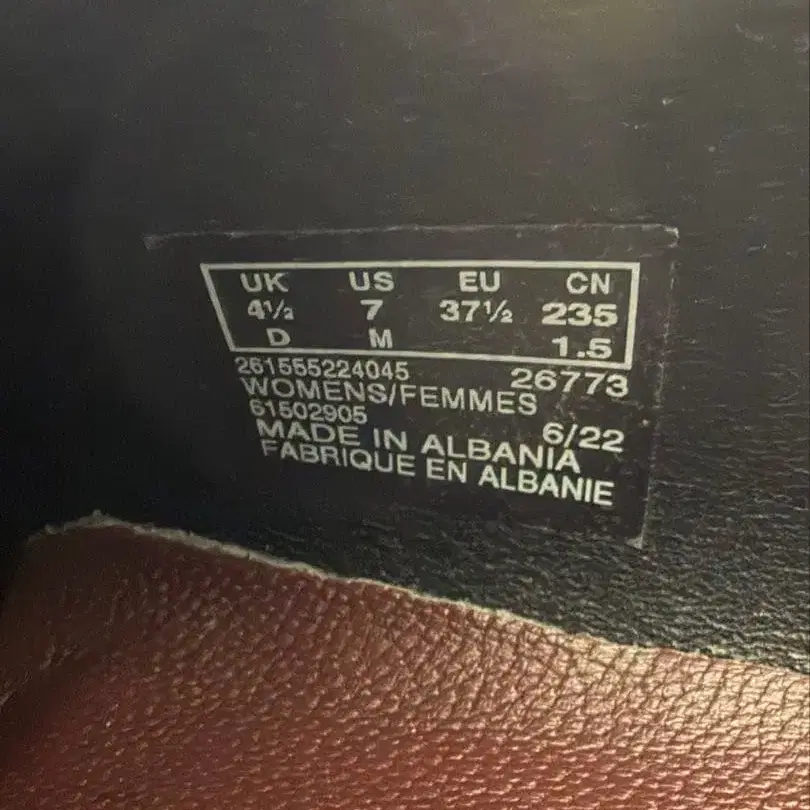 UK US EU CN
4½ 7 37½ 235
D M 1.5
261555224045 26773
WOMENS/FEMMES
61502905 6/22
MADE IN ALBANIA
FABRIQUE EN ALBANIE